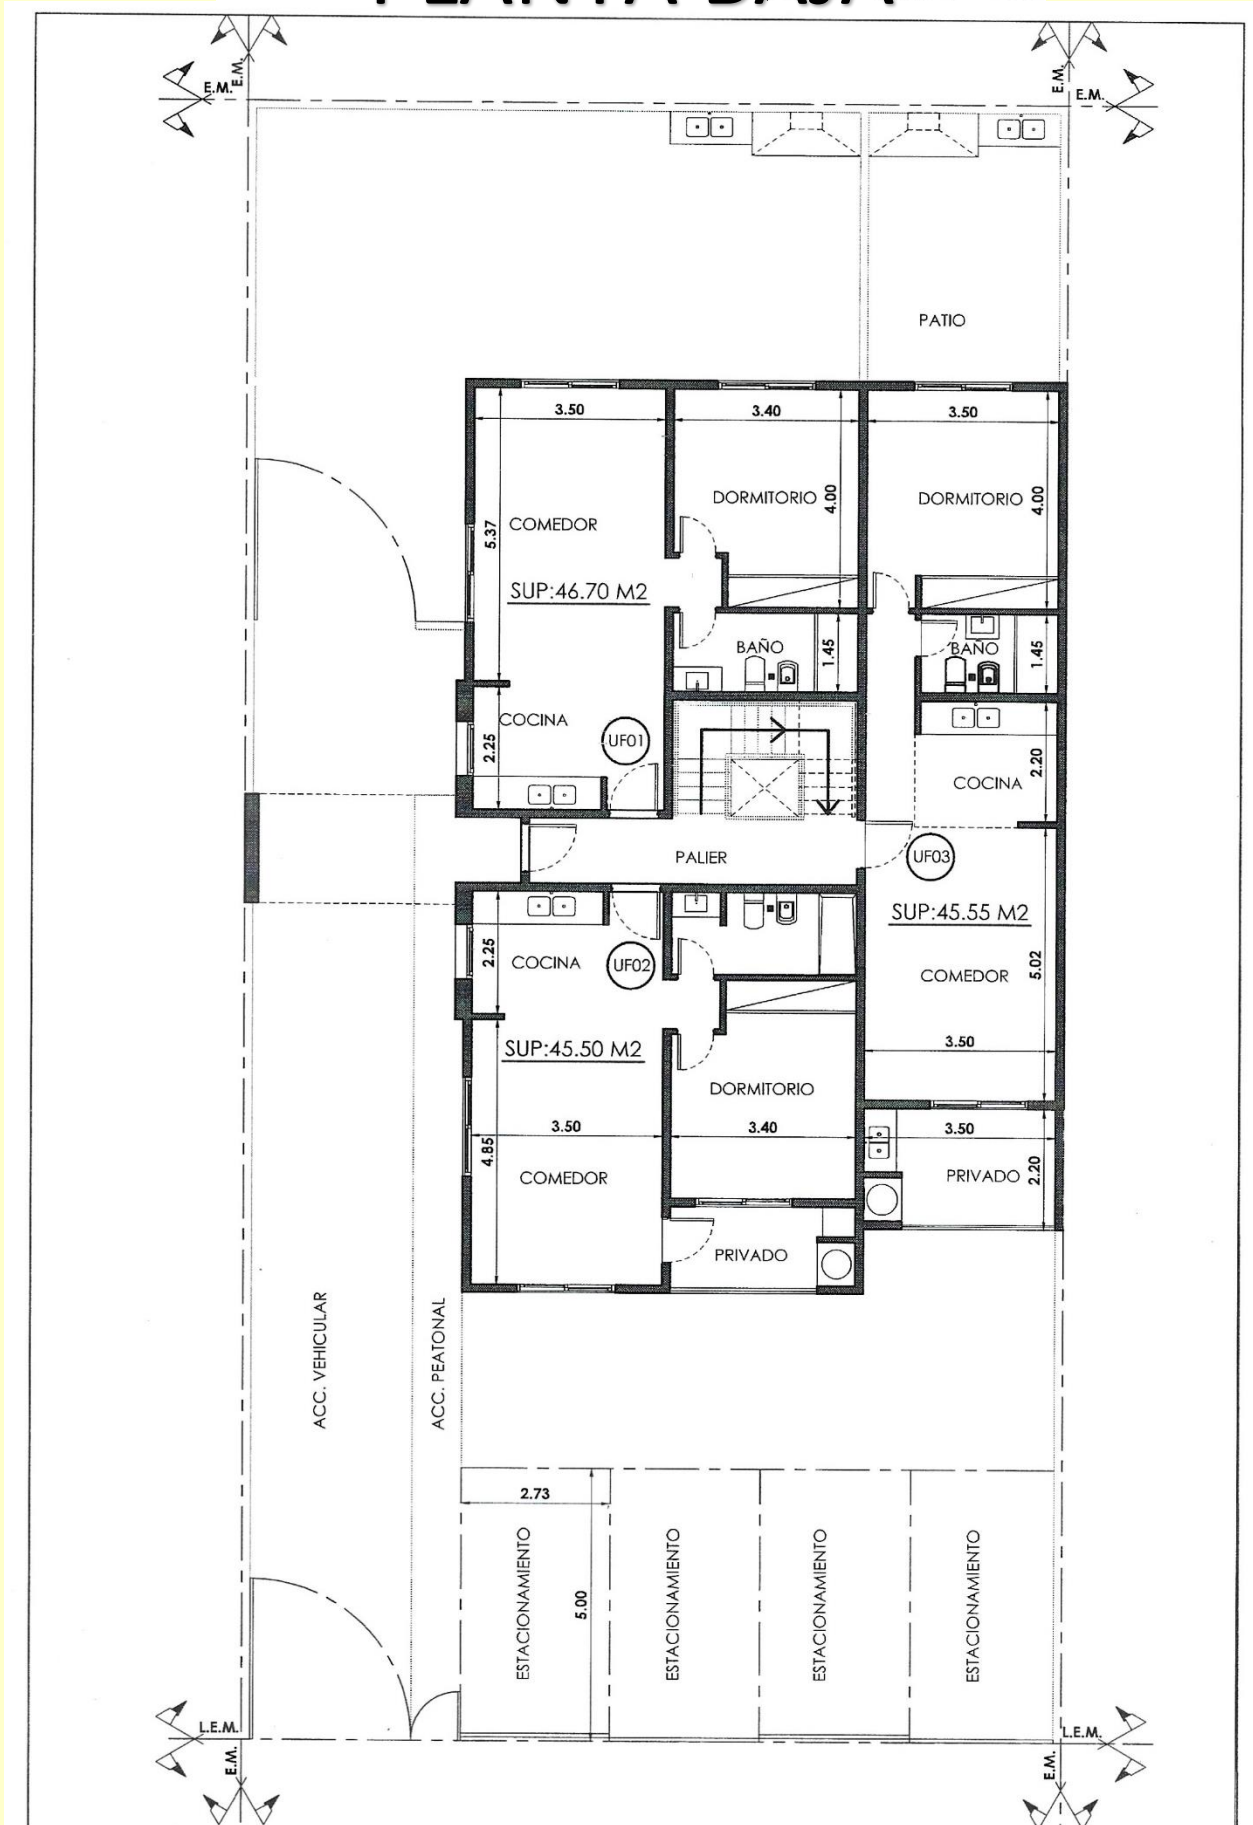 PLANTA BAJA
E.M.
E.M.
E.M.
E.M.
PATIO
3.50
3.40
3.50
DORMITORIO
4.00
DORMITORIO
4.00
COMEDOR
5.37
SUP:46.70 M2
BAÑO
1.45
BAÑO
1.45
COCINA
UF01
2.25
COCINA
2.20
PALIER
UF03
SUP:45.55 M2
COCINA
2.25
UF02
COMEDOR
5.02
SUP:45.50 M2
3.50
DORMITORIO
3.50
3.40
3.50
4.85
COMEDOR
PRIVADO
2.20
PRIVADO
ACC. VEHICULAR
ACC. PEATONAL
2.73
5.00
ESTACIONAMIENTO
ESTACIONAMIENTO
ESTACIONAMIENTO
ESTACIONAMIENTO
L.E.M.
L.E.M.
E.M.
E.M.